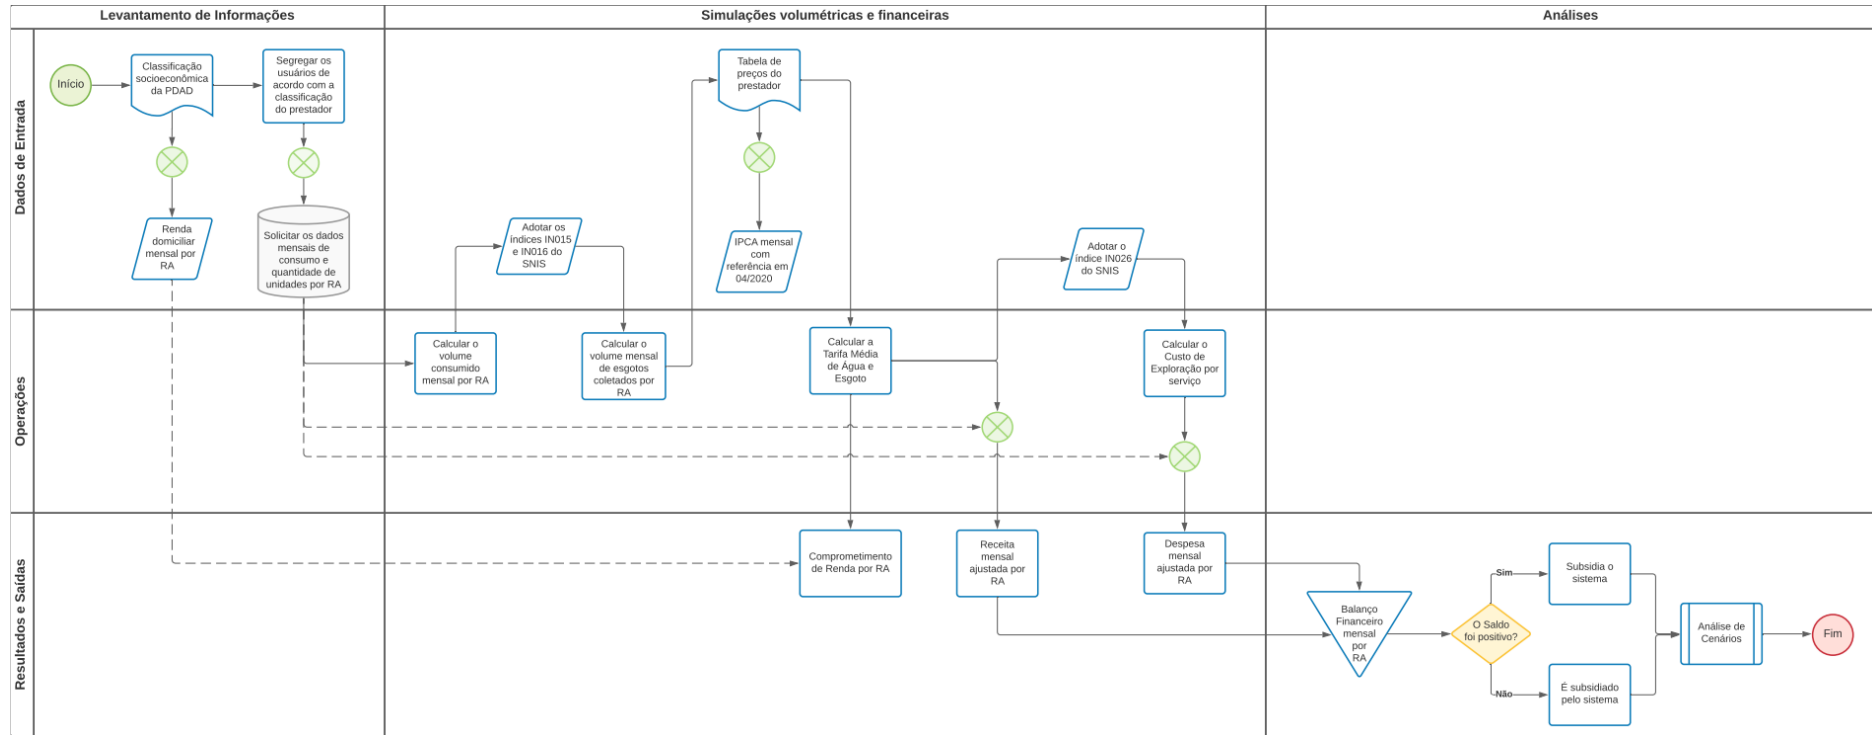 Levantamento de Informações
Simulações volumétricas e financeiras
Análises
Dados de Entrada
Início
Classificação
socioeconômica
da PDAD
Segregar os
usuários de
acordo com a
classificação
do prestador
Tabela de
preços do
prestador
Renda
domiciliar
mensal por
RA
Solicitar os dados
mensais de
consumo e
quantidade de
unidades por RA
Adotar os
índices IN015
e IN016 do
SNIS
IPCA mensal
com
referência em
04/2020
Adotar o
índice IN026
do SNIS
Operações
Calcular o
volume
consumido
mensal por RA
Calcular o
volume mensal
de esgotos
coletados por
RA
Calcular a
Tarifa Média
de Água e
Esgoto
Calcular o
Custo de
Exploração por
serviço
Resultados e Saídas
Comprometimento
de Renda por RA
Receita
mensal
ajustada por
RA
Despesa
mensal
ajustada por
RA
Balanço
Financeiro
mensal
por
RA
O Saldo
foi positivo?
Sim
Subsidia o
sistema
Não
É subsidiado
pelo sistema
Análise de
Cenários
Fim